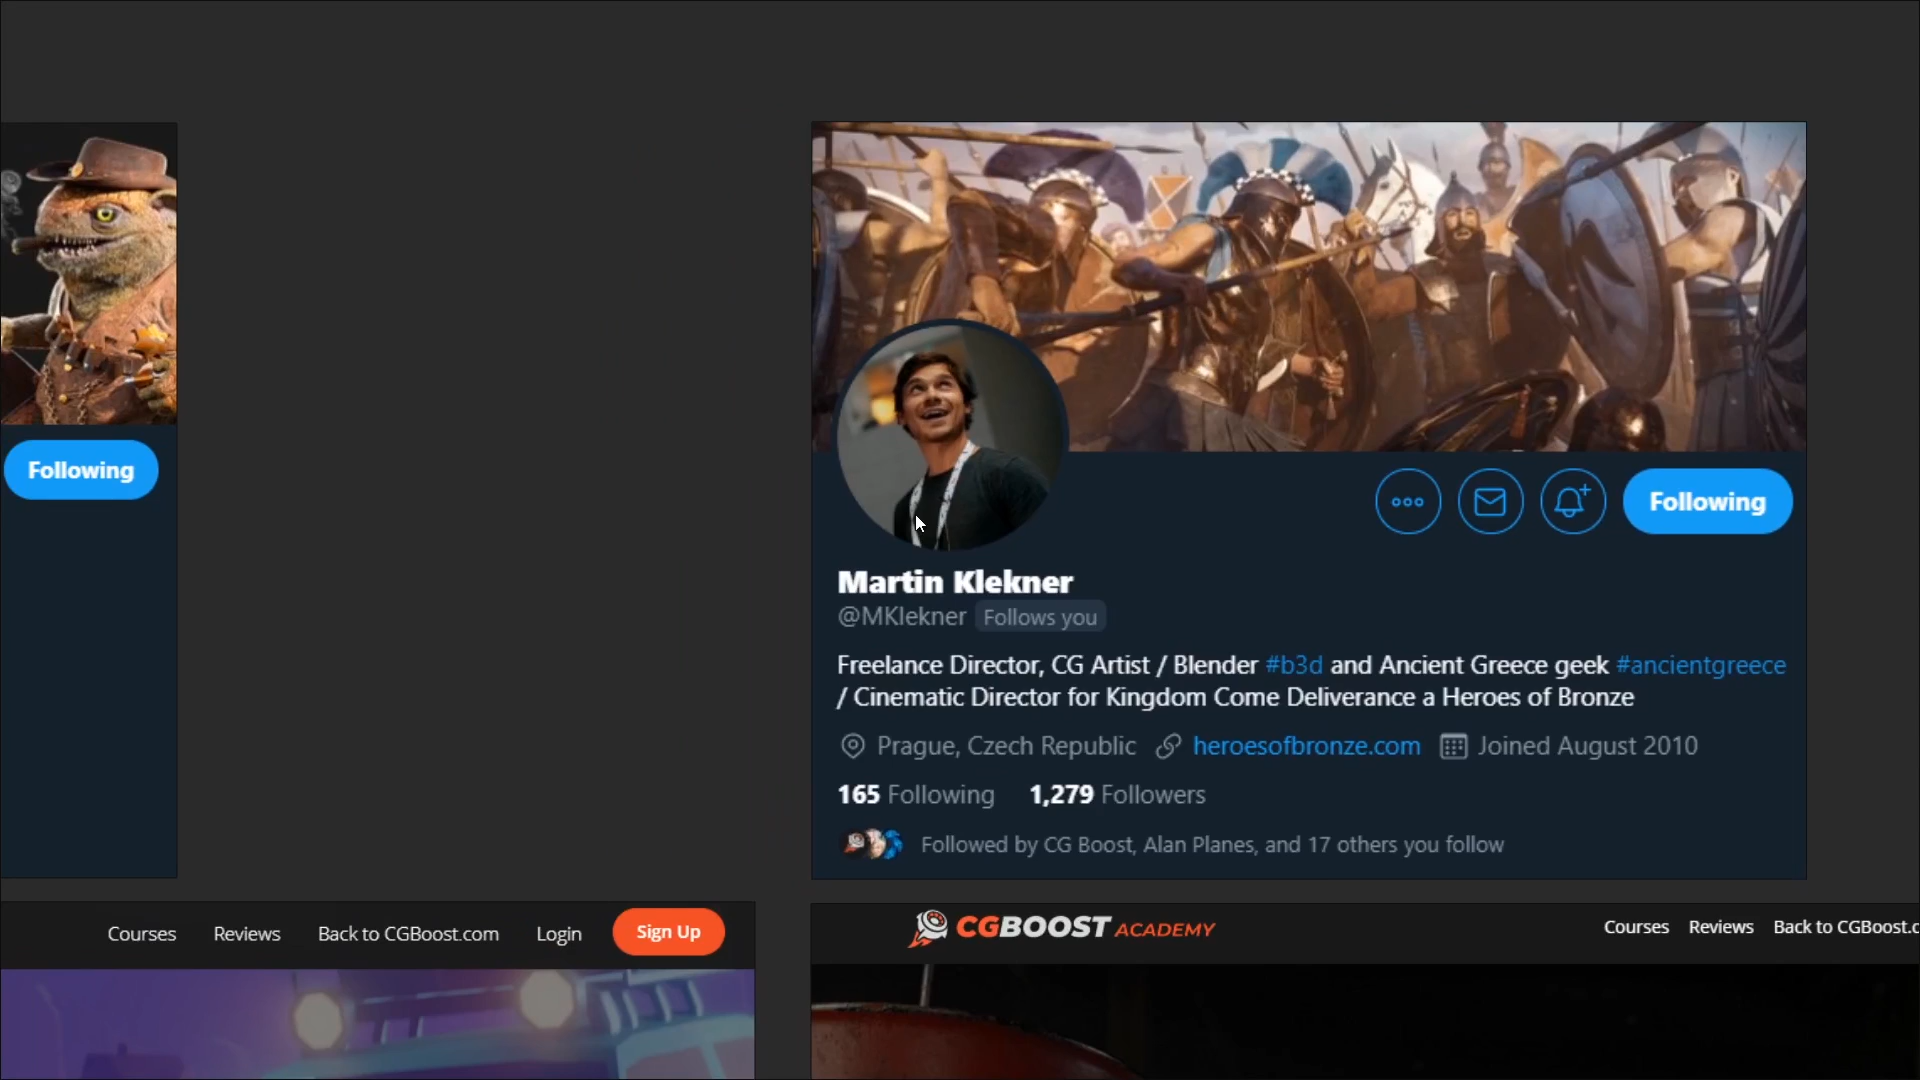 Following
Following
Martin Klekner
@MKlekner Follows you
Freelance Director, CG Artist / Blender #b3d and Ancient Greece geek #ancientgreece
/ Cinematic Director for Kingdom Come Deliverance a Heroes of Bronze
Prague, Czech Republic heroesofbronze.com Joined August 2010
165 Following 1,279 Followers
Followed by CG Boost, Alan Planes, and 17 others you follow
Courses Reviews Back to CGBoost.com Login Sign Up
CGBOOST ACADEMY Courses Reviews Back to CGBoost.c